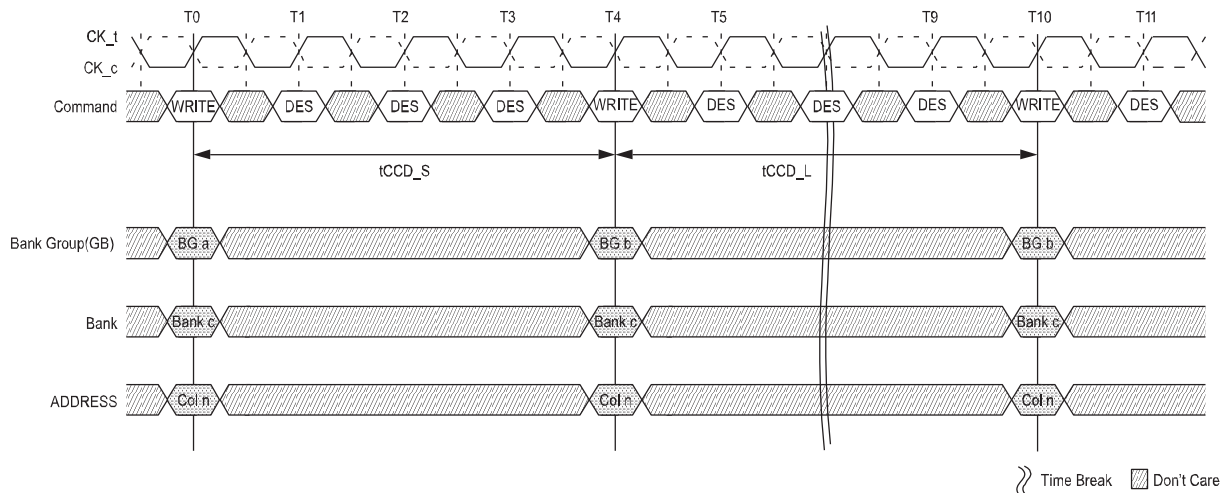 T0 T1 T2 T3 T4 T5 T9 T10 T11
CK_t
CK_c
Command WRITE DES DES DES WRITE DES DES DES WRITE DES
tCCD_S tCCD_L
Bank Group(GB) BG a BG b BG b
Bank Bank c Bank c Bank c
ADDRESS Col n Col n Col n
Time Break Don't Care